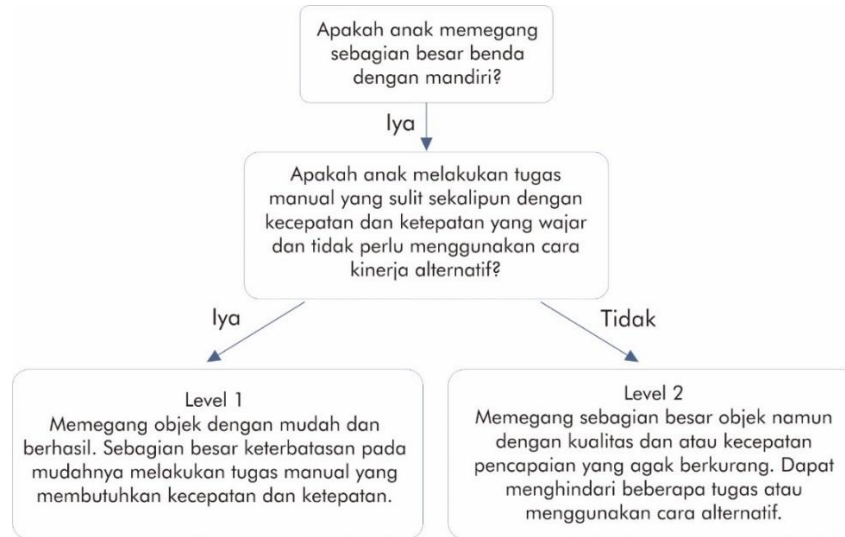 Apakah anak memegang
sebagian besar benda
dengan mandiri?
Iya
Apakah anak melakukan tugas
manual yang sulit sekalipun dengan
kecepatan dan ketepatan yang wajar
dan tidak perlu menggunakan cara
kinerja alternatif?
Iya
Tidak
Level 1
Memegang objek dengan mudah dan
berhasil. Sebagian besar keterbatasan pada
mudahnya melakukan tugas manual yang
membutuhkan kecepatan dan ketepatan.
Level 2
Memegang sebagian besar objek namun
dengan kualitas dan atau kecepatan
pencapaian yang agak berkurang. Dapat
menghindari beberapa tugas atau
menggunakan cara alternatif.